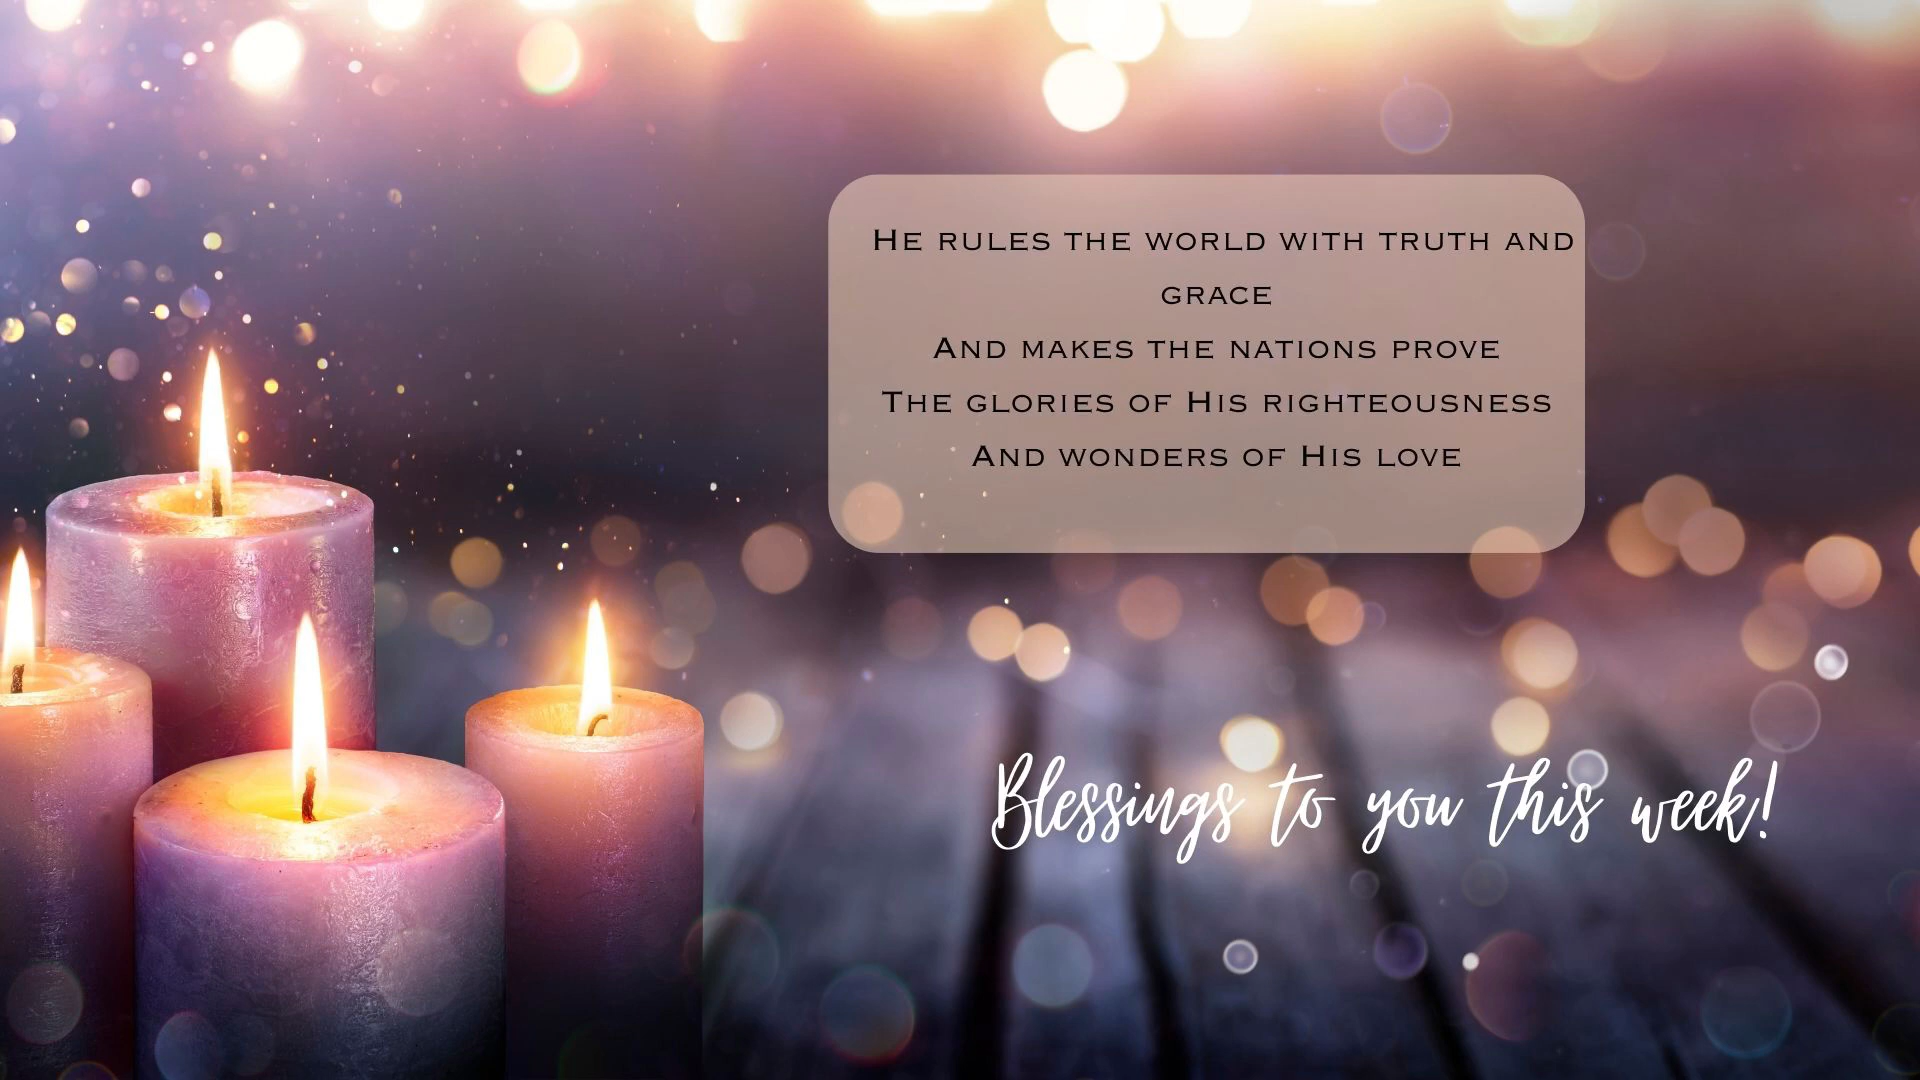 He rules the world with truth and
grace
And makes the nations prove
The glories of His righteousness
And wonders of His love
Blessings to you this week!